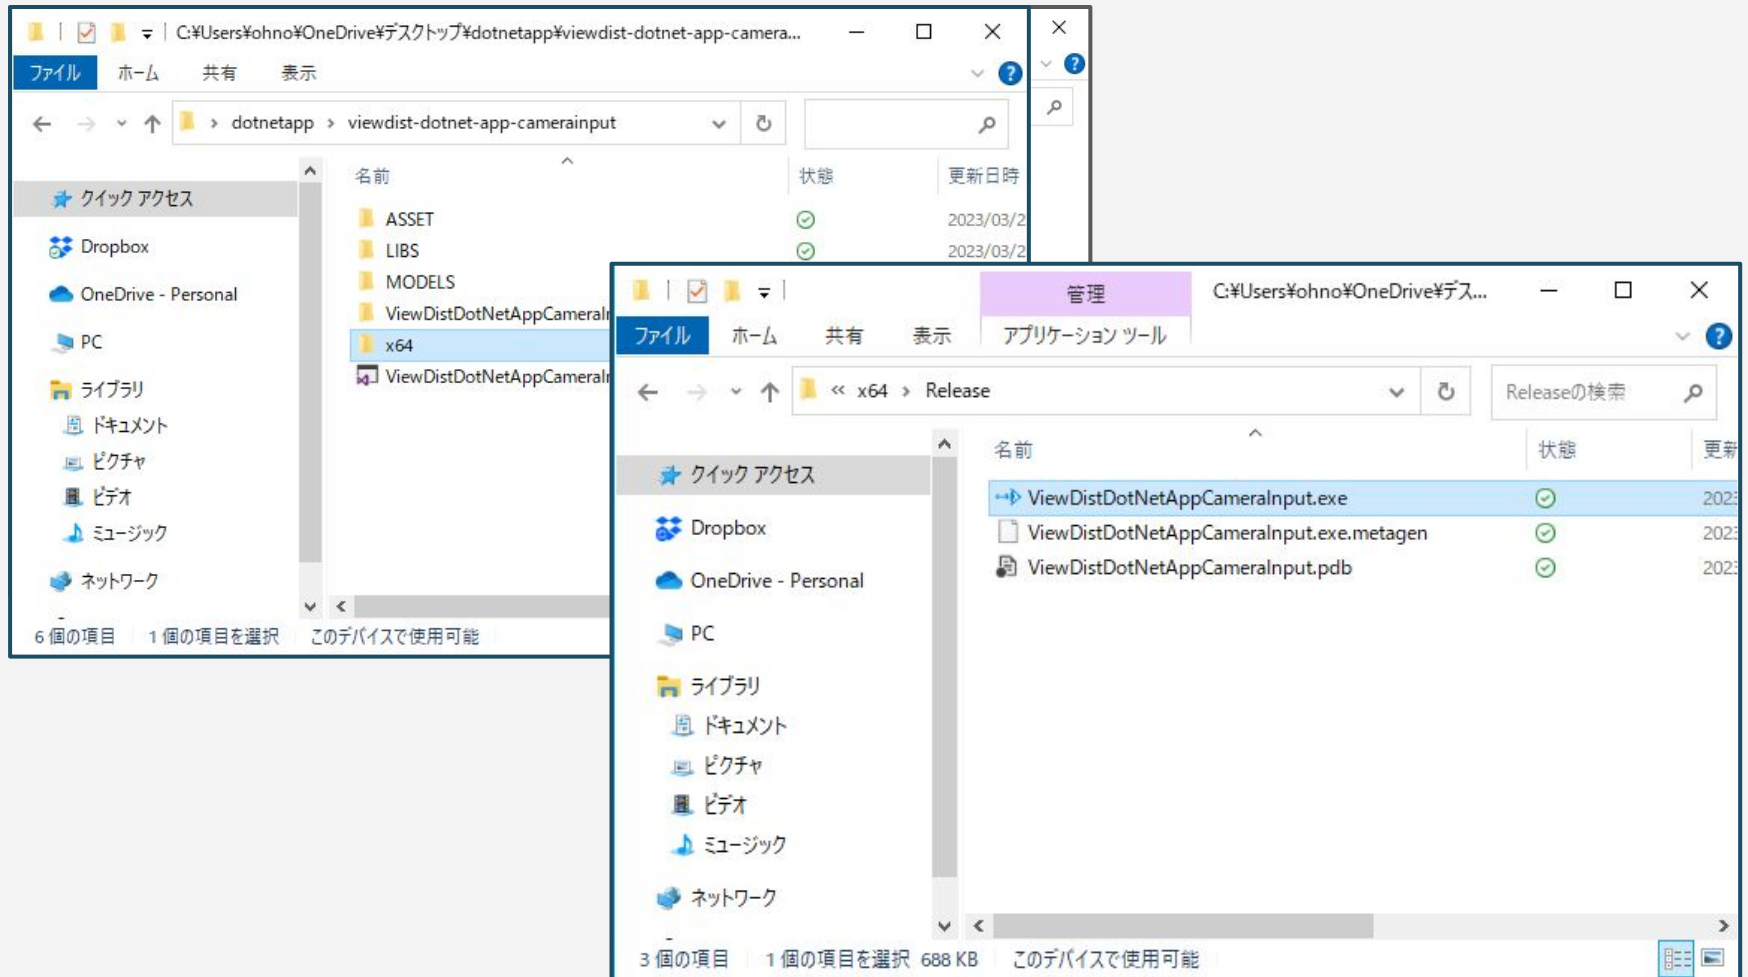 C:¥Users¥ohno¥OneDrive¥デスクトップ¥dotnetapp¥viewdist-dotnet-app-camera...
ファイル ホーム 共有 表示
dotnetapp › viewdist-dotnet-app-camerainput
名前 状態 更新日時
クイック アクセス
Dropbox
OneDrive - Personal
PC
ライブラリ
ドキュメント
ピクチャ
ビデオ
ミュージック
ネットワーク
ASSET 2023/03/2
LIBS 2023/03/2
MODELS
ViewDistDotNetAppCameraIn
x64
ViewDistDotNetAppCameraIn
6 個の項目 1 個の項目を選択 このデバイスで使用可能
管理 C:¥Users¥ohno¥OneDrive¥デス...
ファイル ホーム 共有 表示 アプリケーション ツール
« x64 › Release Releaseの検索
名前 状態 更新
クイック アクセス
Dropbox
OneDrive - Personal
PC
ライブラリ
ドキュメント
ピクチャ
ビデオ
ミュージック
ネットワーク
ViewDistDotNetAppCameraInput.exe 2023
ViewDistDotNetAppCameraInput.exe.metagen 2023
ViewDistDotNetAppCameraInput.pdb 2023
3 個の項目 1 個の項目を選択 688 KB このデバイスで使用可能